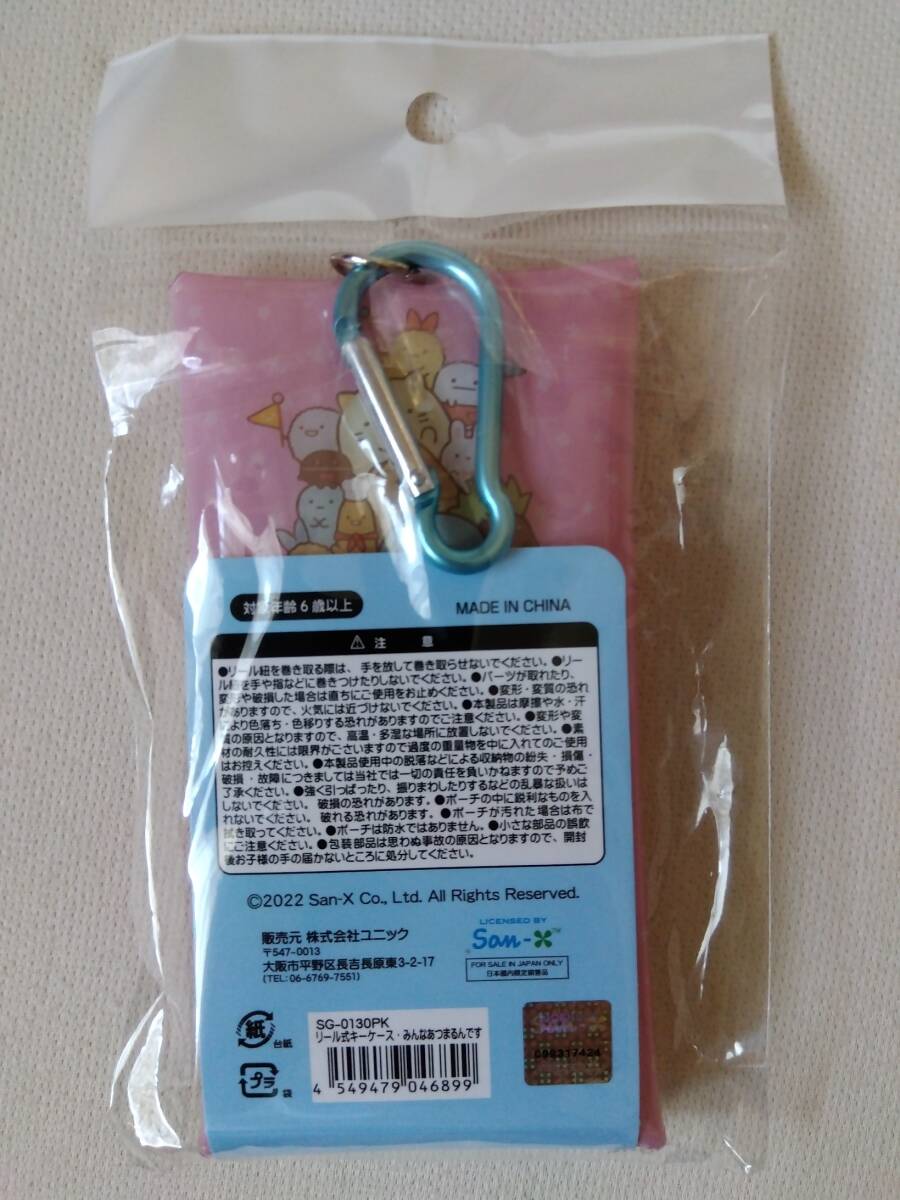 対象年齢6歳以上
MADE IN CHINA
⚠注 意
●リール紐を巻き取る際は、手を放して巻き取らせないでください。●リー
ル紐を手や指などに巻きつけたりしないでください。●パーツが取れたり、
変形や破損した場合は直ちにご使用をお止めください。●変形・変質の恐れ
がありますので、火気には近づけないでください。●本製品は摩擦や水・汗
により色落ち・色移りする恐れがありますのでご注意ください。●変形や変
質の原因となりますので、高温・多湿な場所に放置しないでください。●素
材の耐久性には限界がございますので過度の重量物を中に入れてのご使用
はお控えください。●本製品使用中の脱落などによる収納物の紛失・損傷・
破損・故障につきましては当社では一切の責任を負いかねますので予めご
了承ください。●強く引っぱったり、振りまわしたりするなどの乱暴な扱いは
しないでください。破損の恐れがあります。●ポーチの中に鋭利なものを入
れないでください。破れる恐れがあります。●ポーチが汚れた場合は布で
拭き取ってください。●ポーチは防水ではありません。●小さな部品の誤飲
にご注意ください。●包装部品は思わぬ事故の原因となりますので、開封
後お子様の手の届かないところに処分してください。
©2022 San-X Co., Ltd. All Rights Reserved.
販売元 株式会社ユニック
〒547-0013
大阪市平野区長吉長原東3-2-17
(TEL:06-6769-7551)
LICENSED BY
San-X™
FOR SALE IN JAPAN ONLY
日本国内限定販売品
紙
台紙
プラ
袋
SG-0130PK
リール式キーケース・みんなあつまるんです
4 549479 046899